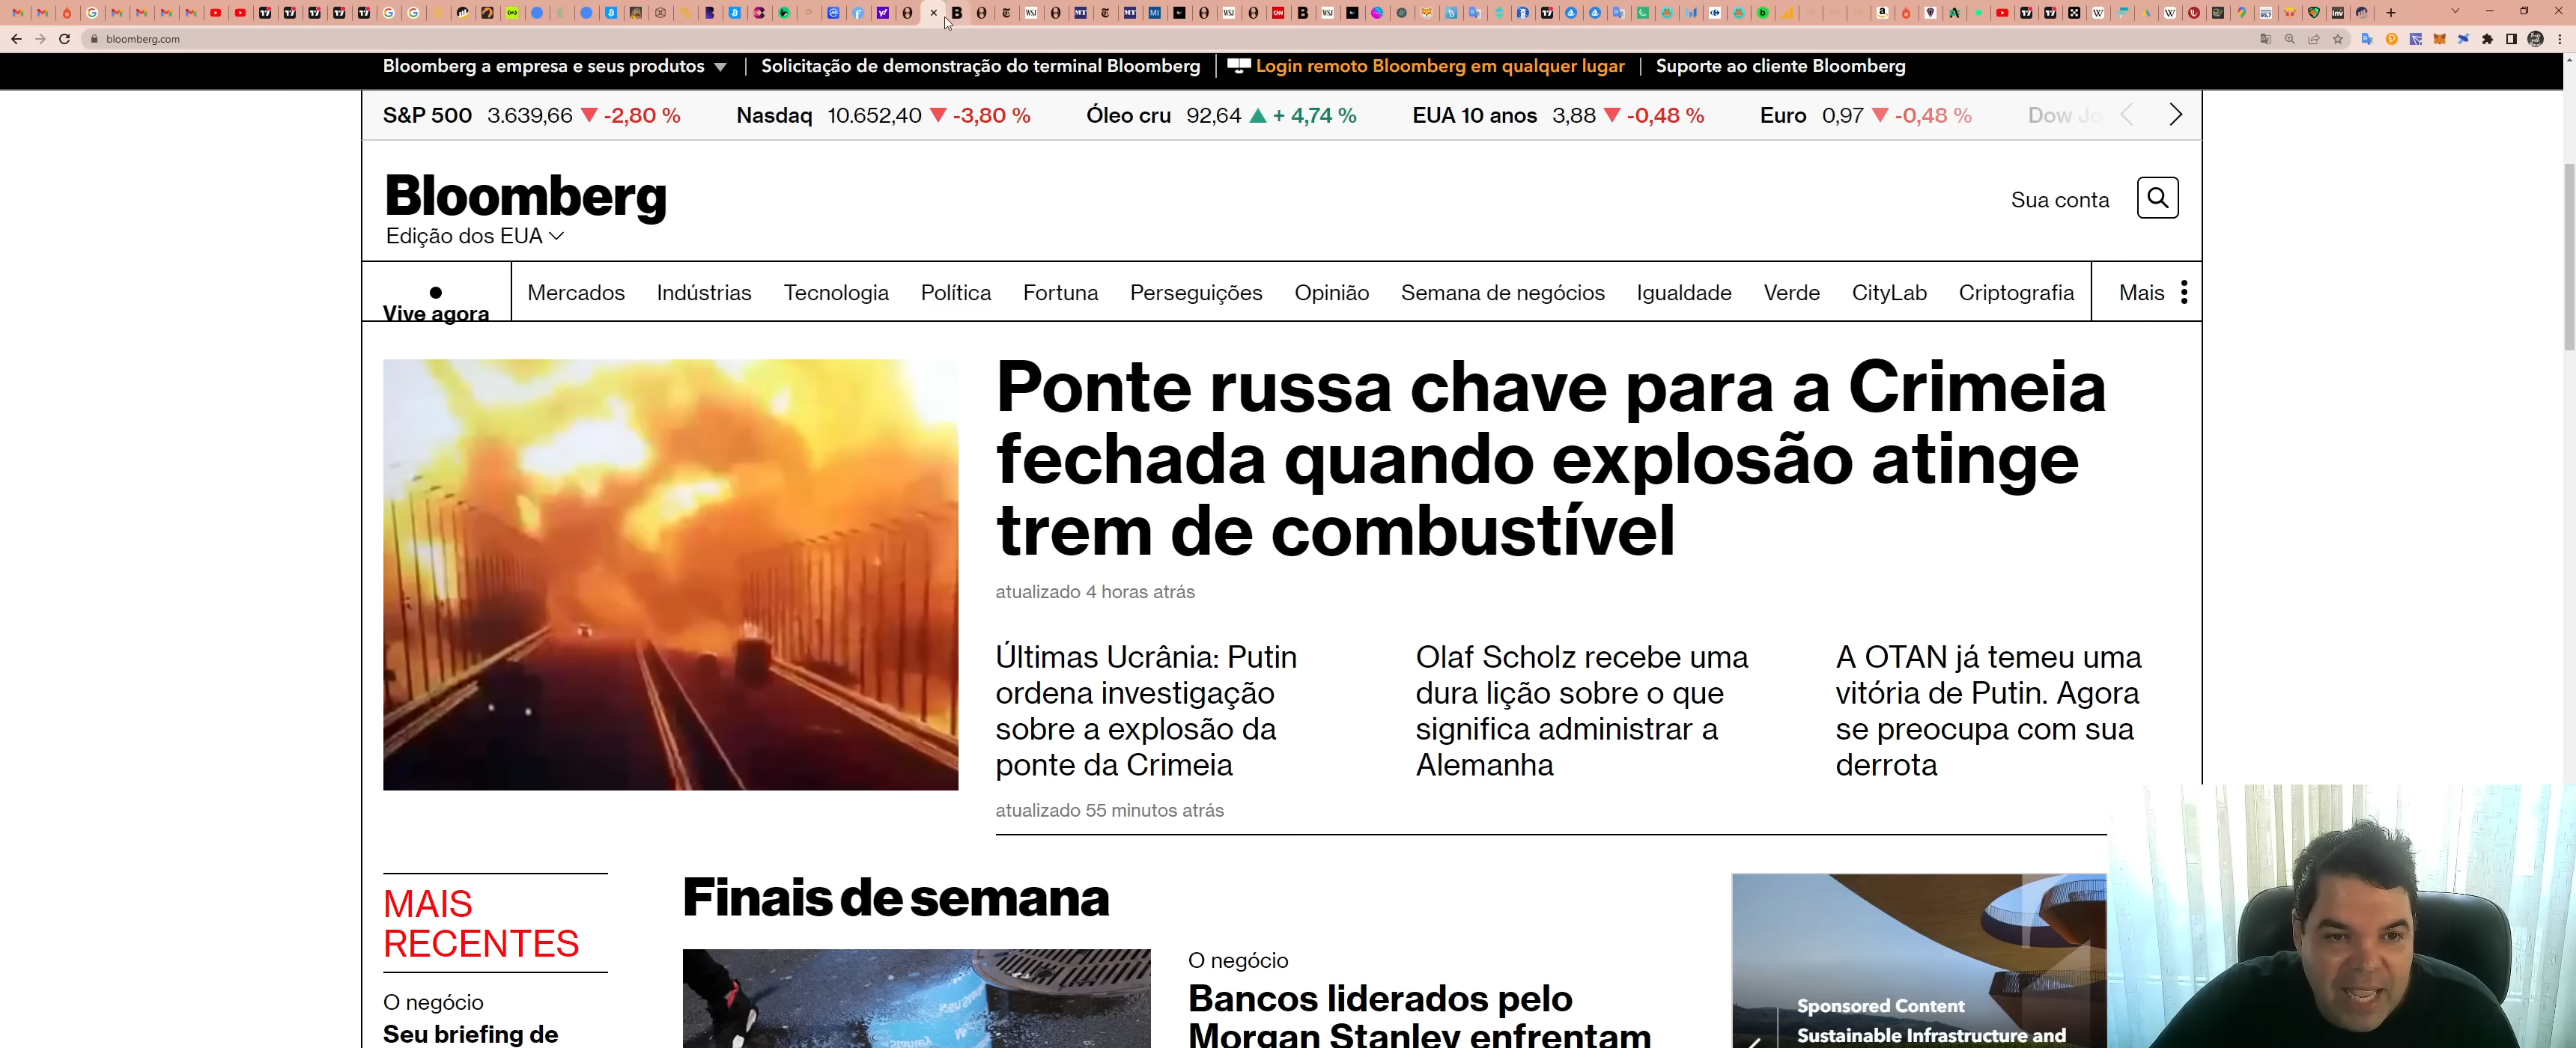 bloomberg.com
Bloomberg a empresa e seus produtos Solicitação de demonstração do terminal Bloomberg Login remoto Bloomberg em qualquer lugar Suporte ao cliente Bloomberg
S&P 500 3.639,66 ▼ -2,80 % Nasdaq 10.652,40 ▼ -3,80 % Óleo cru 92,64 ▲ + 4,74 % EUA 10 anos 3,88 ▼ -0,48 % Euro 0,97 ▼ -0,48 % Dow Jo
Bloomberg
Edição dos EUA
Sua conta
Vive agora
Mercados Indústrias Tecnologia Política Fortuna Perseguições Opinião Semana de negócios Igualdade Verde CityLab Criptografia Mais
Ponte russa chave para a Crimeia
fechada quando explosão atinge
trem de combustível
atualizado 4 horas atrás
Últimas Ucrânia: Putin
ordena investigação
sobre a explosão da
ponte da Crimeia
atualizado 55 minutos atrás
Olaf Scholz recebe uma
dura lição sobre o que
significa administrar a
Alemanha
A OTAN já temeu uma
vitória de Putin. Agora
se preocupa com sua
derrota
MAIS
RECENTES
O negócio
Seu briefing de
Finais de semana
O negócio
Bancos liderados pelo
Morgan Stanley enfrentam
Sponsored Content
Sustainable Infrastructure and